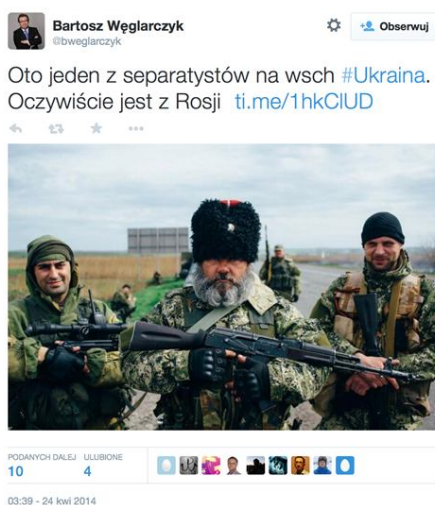 Bartosz Węglarczyk
@bweglarczyk
Obserwuj
Oto jeden z separatystów na wsch #Ukraina.
Oczywiście jest z Rosji ti.me/1hkClUD
PODANYCH DALEJ ULUBIONE
10 4
03:39 - 24 kwi 2014